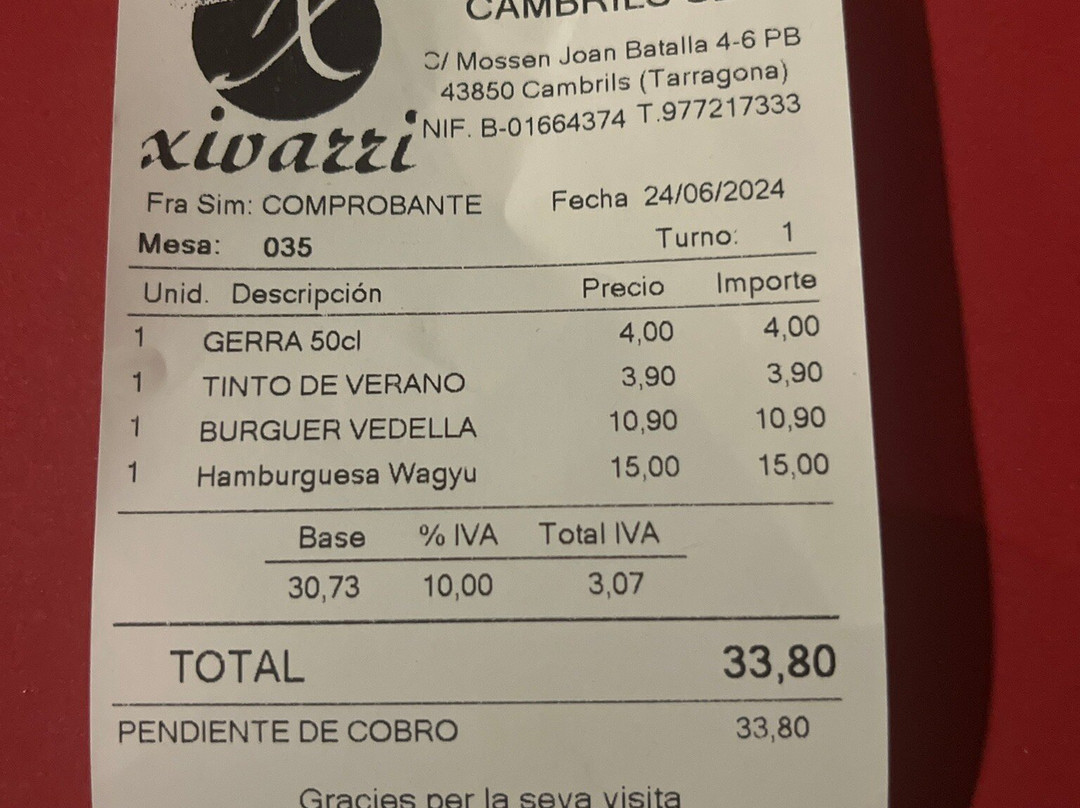 X
xivarri
CAMBRILS
C/ Mossen Joan Batalla 4-6 PB
43850 Cambrils (Tarragona)
NIF. B-01664374 T.977217333
Fra Sim: COMPROBANTE Fecha 24/06/2024
Mesa: 035 Turno: 1
Unid. Descripción Precio Importe
1 GERRA 50cl 4,00 4,00
1 TINTO DE VERANO 3,90 3,90
1 BURGUER VEDELLA 10,90 10,90
1 Hamburguesa Wagyu 15,00 15,00
Base % IVA Total IVA
30,73 10,00 3,07
TOTAL 33,80
PENDIENTE DE COBRO 33,80
Gracies per la seva visita